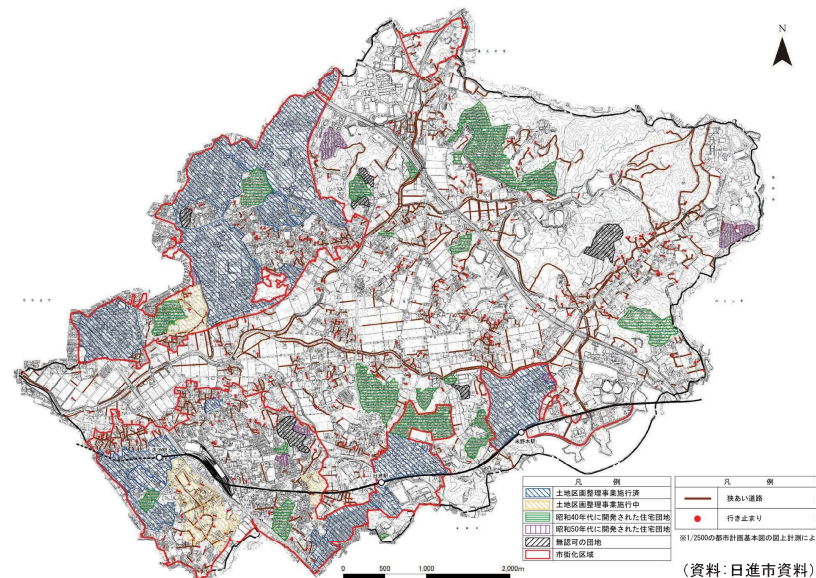 N
赤池駅
日進駅
米野木駅
凡 例
土地区画整理事業施行済
土地区画整理事業施行中
昭和40年代に開発された住宅団地
昭和50年代に開発された住宅団地
無認可の団地
市街化区域
凡 例
狭あい道路
行き止まり
※1/2500の都市計画基本図の図上計測によ
0 500 1,000 2,000m
(資料:日進市資料)